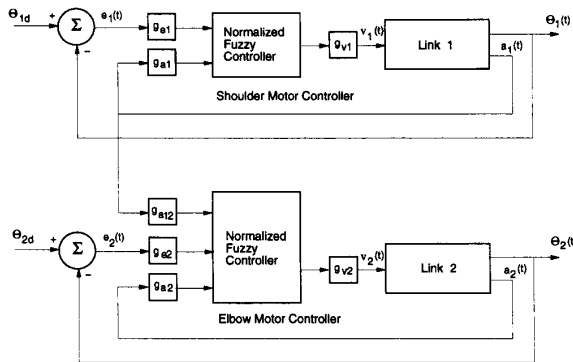 Θ1d
+
Σ
−
e1(t)
ge1
ga1
Normalized
Fuzzy
Controller
gv1
v1(t)
Link 1
Θ1(t)
a1(t)
Shoulder Motor Controller
ga12
Θ2d
+
Σ
−
e2(t)
ge2
ga2
Normalized
Fuzzy
Controller
gv2
v2(t)
Link 2
Θ2(t
a2(t)
Elbow Motor Controller